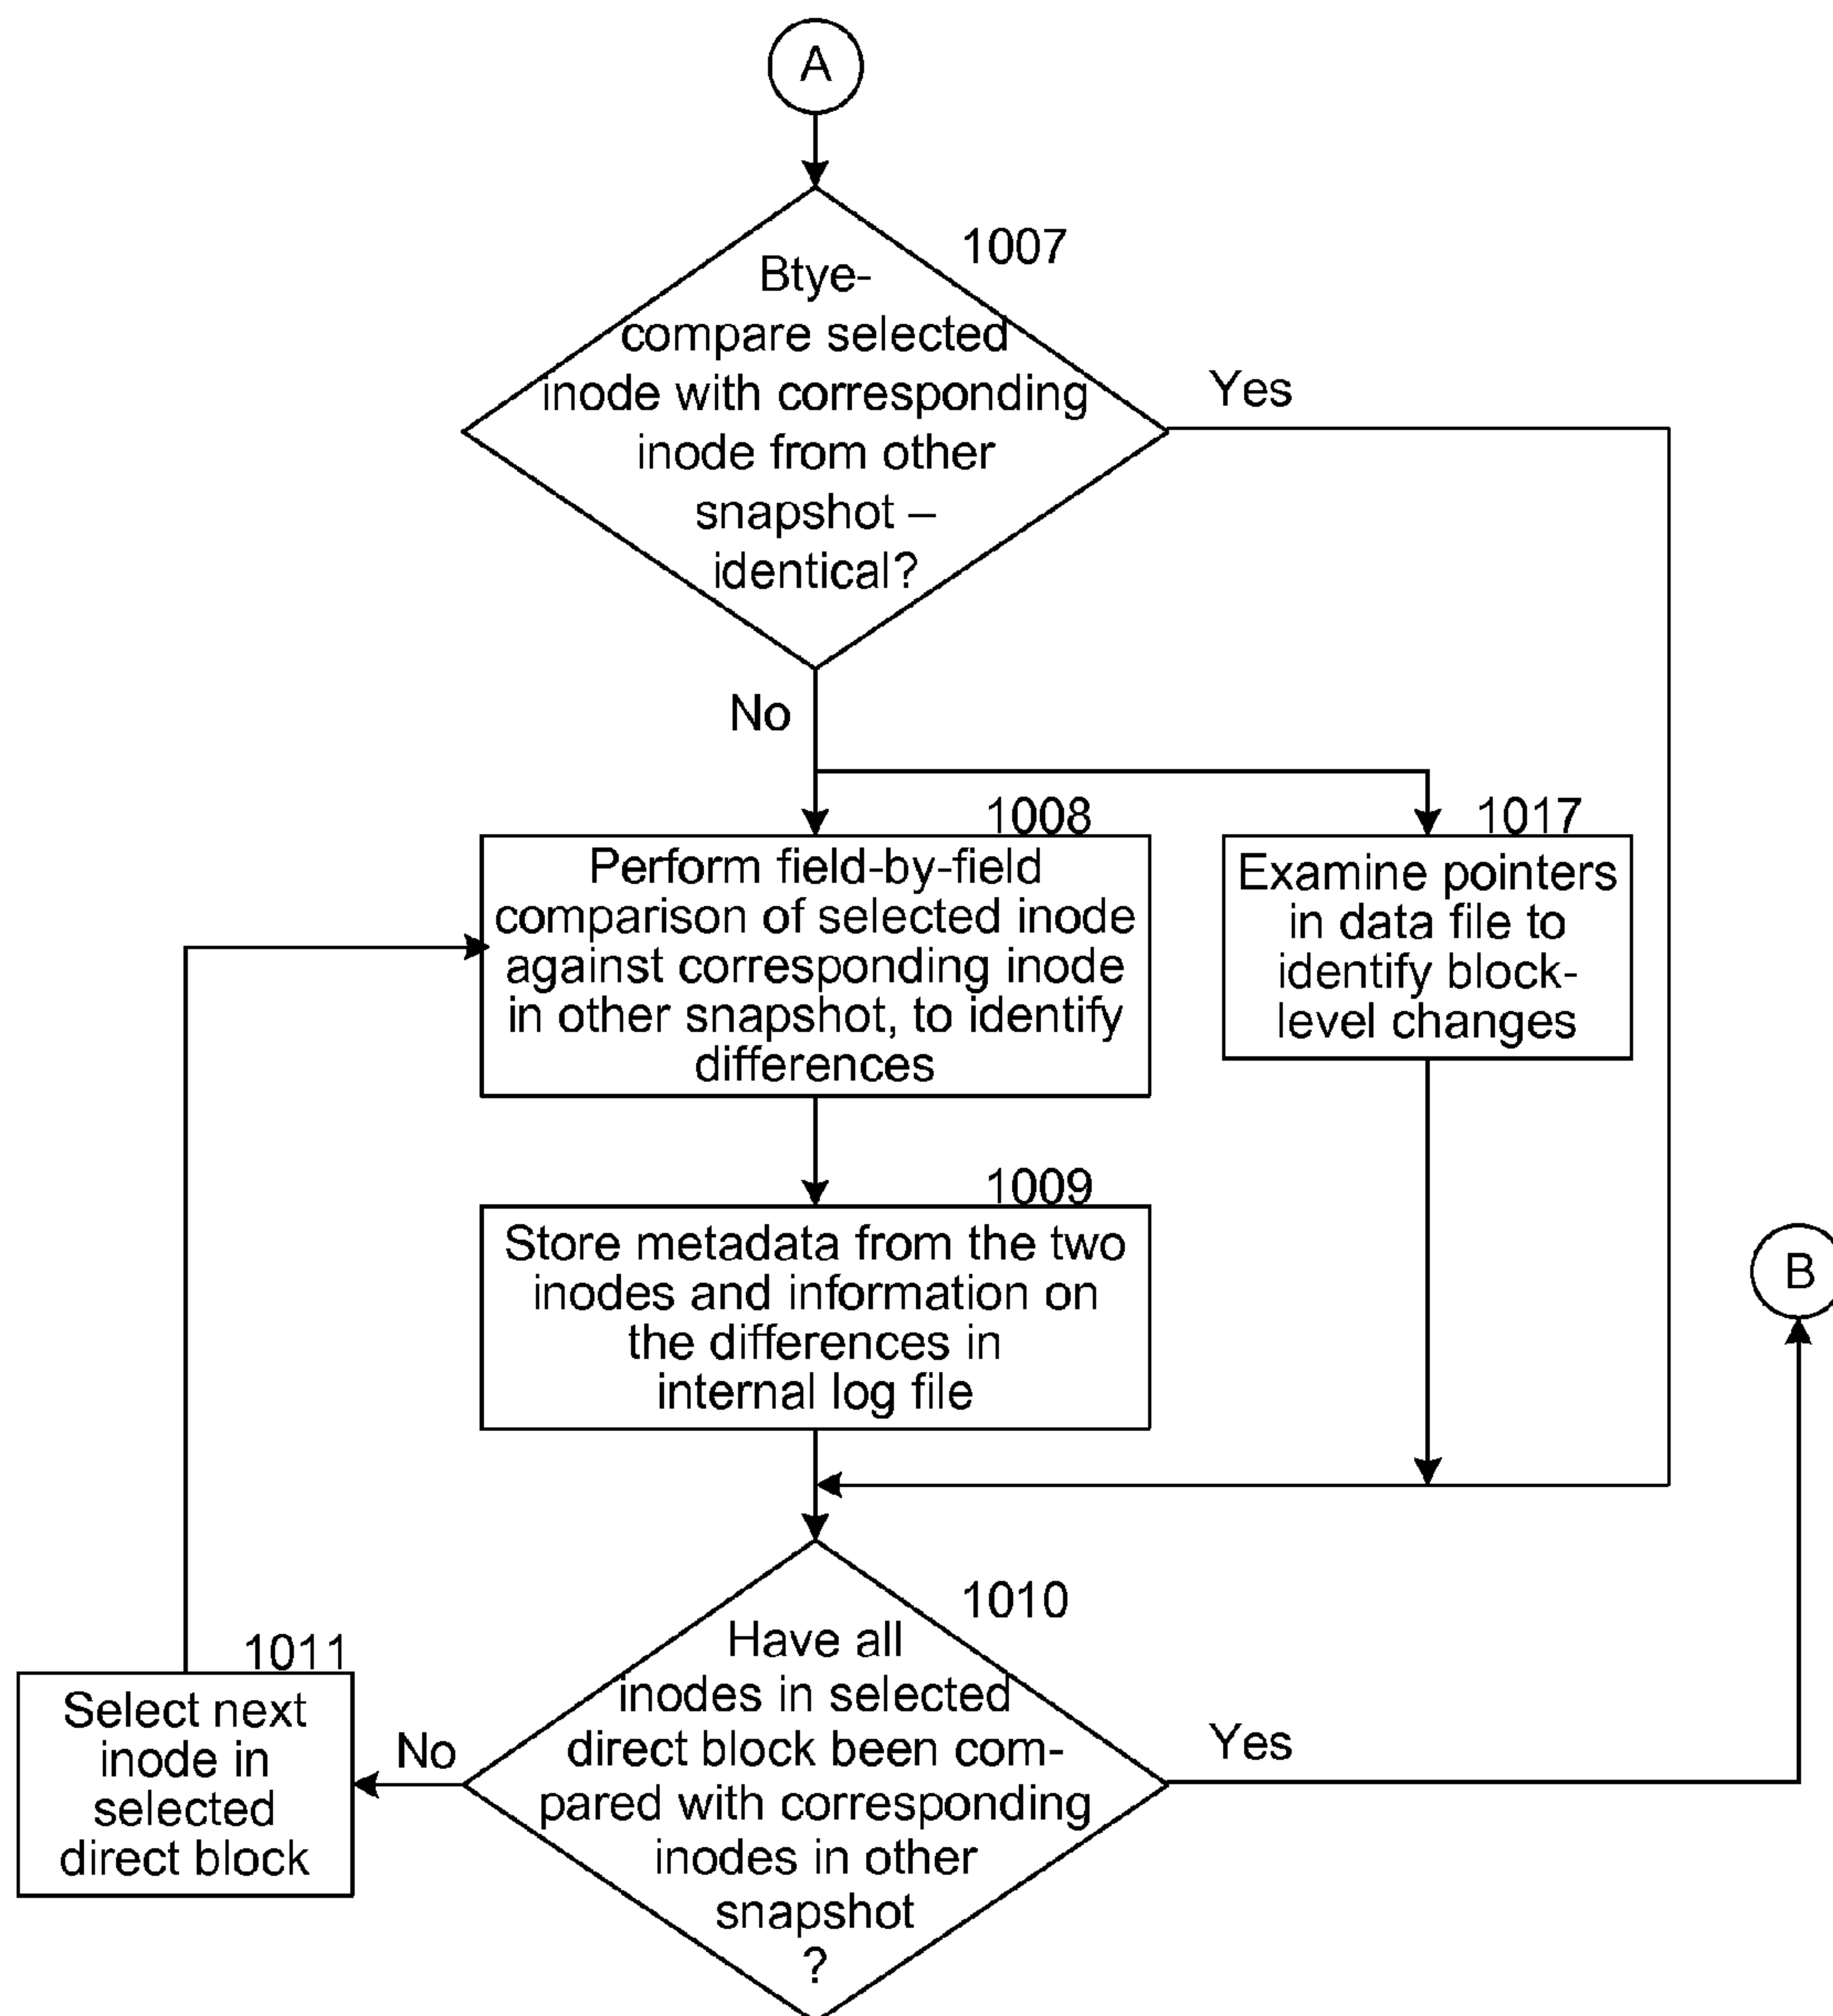 A
1007
Btye-
compare selected
inode with corresponding
inode from other
snapshot –
identical?
Yes
No
1008
Perform field-by-field
comparison of selected inode
against corresponding inode
in other snapshot, to identify
differences
1017
Examine pointers
in data file to
identify block-
level changes
1009
Store metadata from the two
inodes and information on
the differences in
internal log file
B
1010
Have all
inodes in selected
direct block been com-
pared with corresponding
inodes in other
snapshot
?
Yes
No
1011
Select next
inode in
selected
direct block